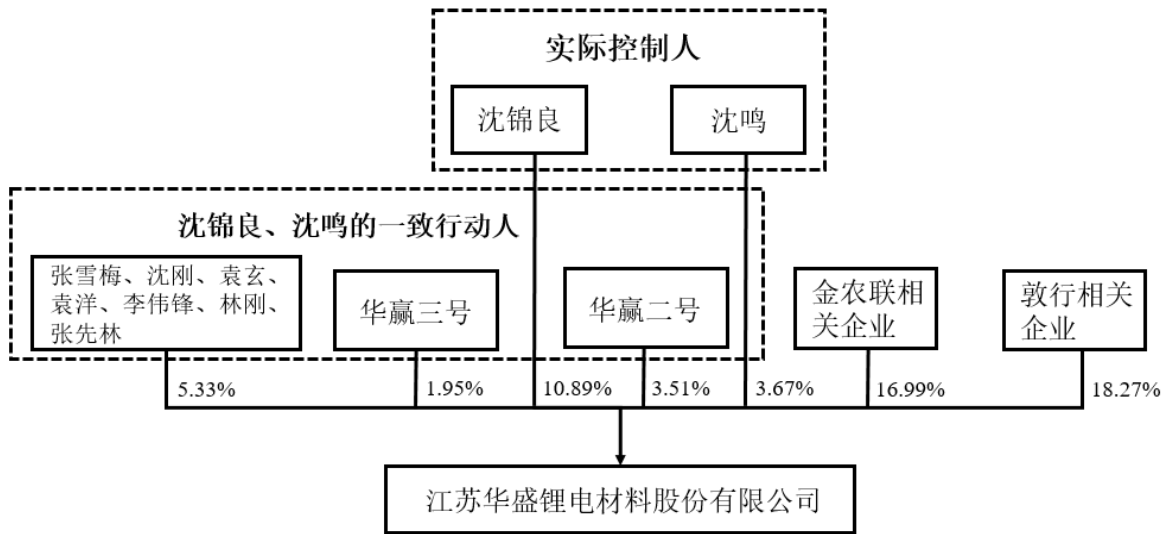 实际控制人
沈锦良
沈鸣
沈锦良、沈鸣的一致行动人
张雪梅、沈刚、袁玄、
袁洋、李伟锋、林刚、
张先林
华赢三号
华赢二号
金农联相
关企业
敦行相关
企业
5.33%
1.95%
10.89%
3.51%
3.67%
16.99%
18.27%
江苏华盛锂电材料股份有限公司